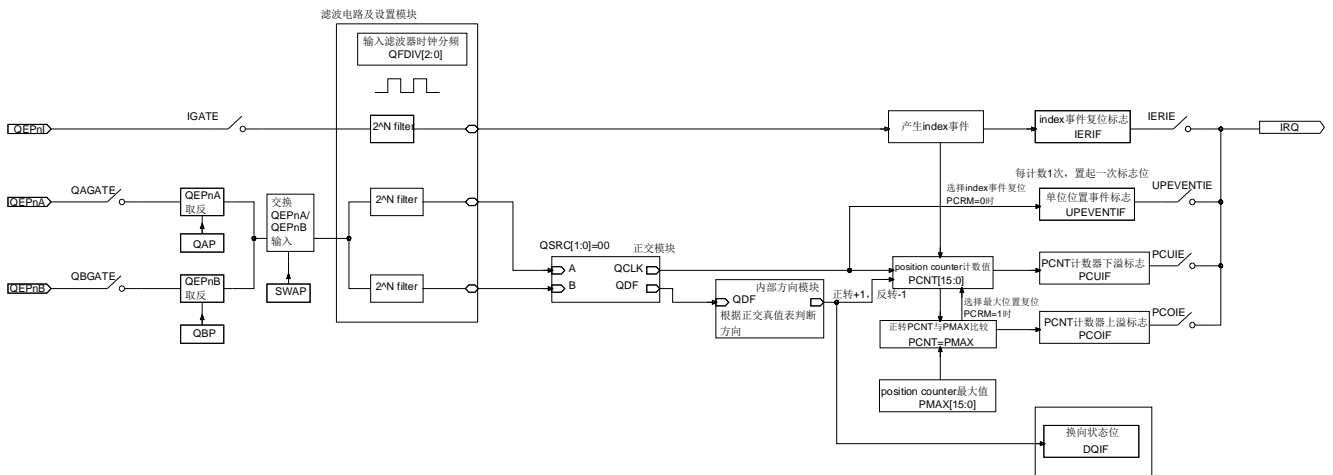 滤波电路及设置模块
输入滤波器时钟分频
QFDIV[2:0]
QEPnI
IGATE
2^N filter
产生index事件
index事件复位标志
IERIF
IERIE
IRQ
每计数1次，置起一次标志位
QEPnA
QAGATE
QEPnA
取反
QAP
交换
QEPnA/
QEPnB
输入
SWAP
2^N filter
选择index事件复位
PCRM=0时
单位位置事件标志
UPEVENTIF
UPEVENTIE
QSRC[1:0]=00
正交模块
A
B
QCLK
QDF
QEPnB
QBGATE
QEPnB
取反
QBP
2^N filter
内部方向模块
QDF
根据正交真值表判断
方向
正转+1，反转-1
position counter计数值
PCNT[15:0]
PCNT计数器下溢标志
PCUIF
PCUIE
选择最大位置复位
PCRM=1时
正转PCNT与PMAX比较
PCNT=PMAX
PCNT计数器上溢标志
PCOIF
PCOIE
position counter最大值
PMAX[15:0]
换向状态位
DQIF